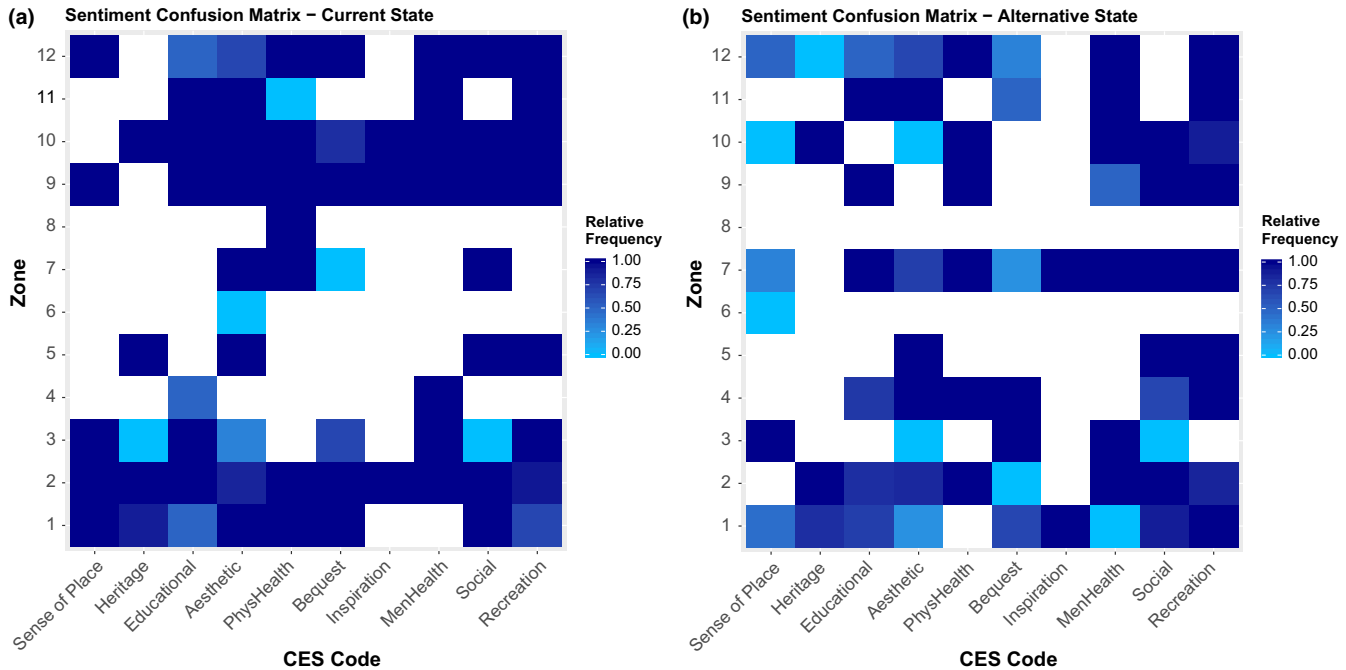 (a)
Sentiment Confusion Matrix – Current State
Zone
12
11
10
9
8
7
6
5
4
3
2
1
Sense of Place
Heritage
Educational
Aesthetic
PhysHealth
Bequest
Inspiration
MenHealth
Social
Recreation
CES Code
Relative
Frequency
1.00
0.75
0.50
0.25
0.00
(b)
Sentiment Confusion Matrix – Alternative State
Zone
12
11
10
9
8
7
6
5
4
3
2
1
Sense of Place
Heritage
Educational
Aesthetic
PhysHealth
Bequest
Inspiration
MenHealth
Social
Recreation
CES Code
Relative
Frequency
1.00
0.75
0.50
0.25
0.00